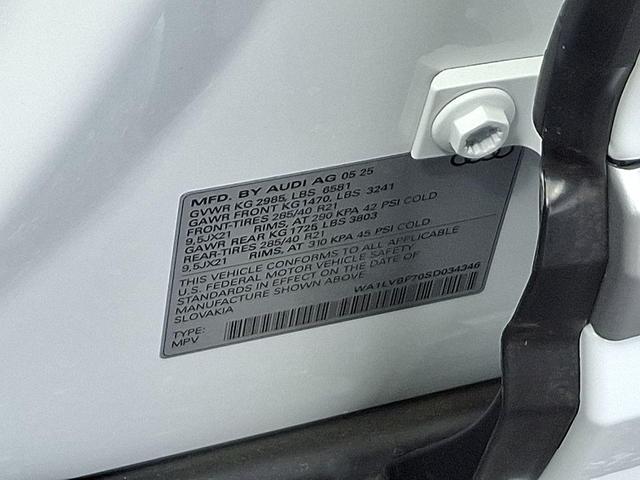 MFD. BY AUDI AG 05 25
GVWR KG 2985, LBS 6581
GAWR FRONT KG1470, LBS 3241
FRONT-TIRES 285/40 R21
9,5JX21 RIMS, AT 290 KPA 42 PSI COLD
GAWR REAR KG 1725 LBS 3803
REAR-TIRES 285/40 R21
9,5JX21 RIMS, AT 310 KPA 45 PSI COLD
THIS VEHICLE CONFORMS TO ALL APPLICABLE
U.S. FEDERAL MOTOR VEHICLE SAFETY
STANDARDS IN EFFECT ON THE DATE OF
MANUFACTURE SHOWN ABOVE
SLOVAKIA
WA1LVBF70SD034346
TYPE:
MPV